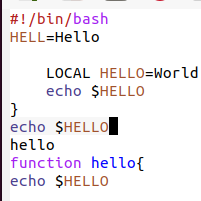 #!/bin/bash
HELL=Hello
LOCAL HELLO=World
echo $HELLO
}
echo $HELLO
hello
function hello{
echo $HELLO